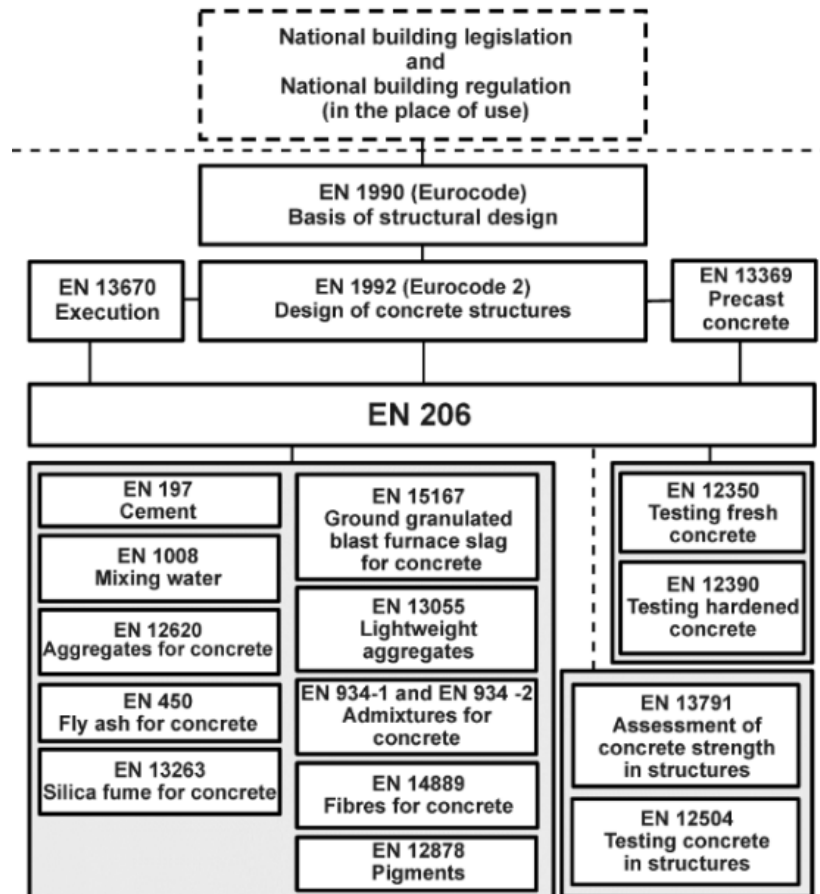 National building legislation
and
National building regulation
(in the place of use)
EN 1990 (Eurocode)
Basis of structural design
EN 13670
Execution
EN 1992 (Eurocode 2)
Design of concrete structures
EN 13369
Precast
concrete
EN 206
EN 197
Cement
EN 1008
Mixing water
EN 12620
Aggregates for concrete
EN 450
Fly ash for concrete
EN 13263
Silica fume for concrete
EN 15167
Ground granulated
blast furnace slag
for concrete
EN 13055
Lightweight
aggregates
EN 934-1 and EN 934 -2
Admixtures for
concrete
EN 14889
Fibres for concrete
EN 12878
Pigments
EN 12350
Testing fresh
concrete
EN 12390
Testing hardened
concrete
EN 13791
Assessment of
concrete strength
in structures
EN 12504
Testing concrete
in structures